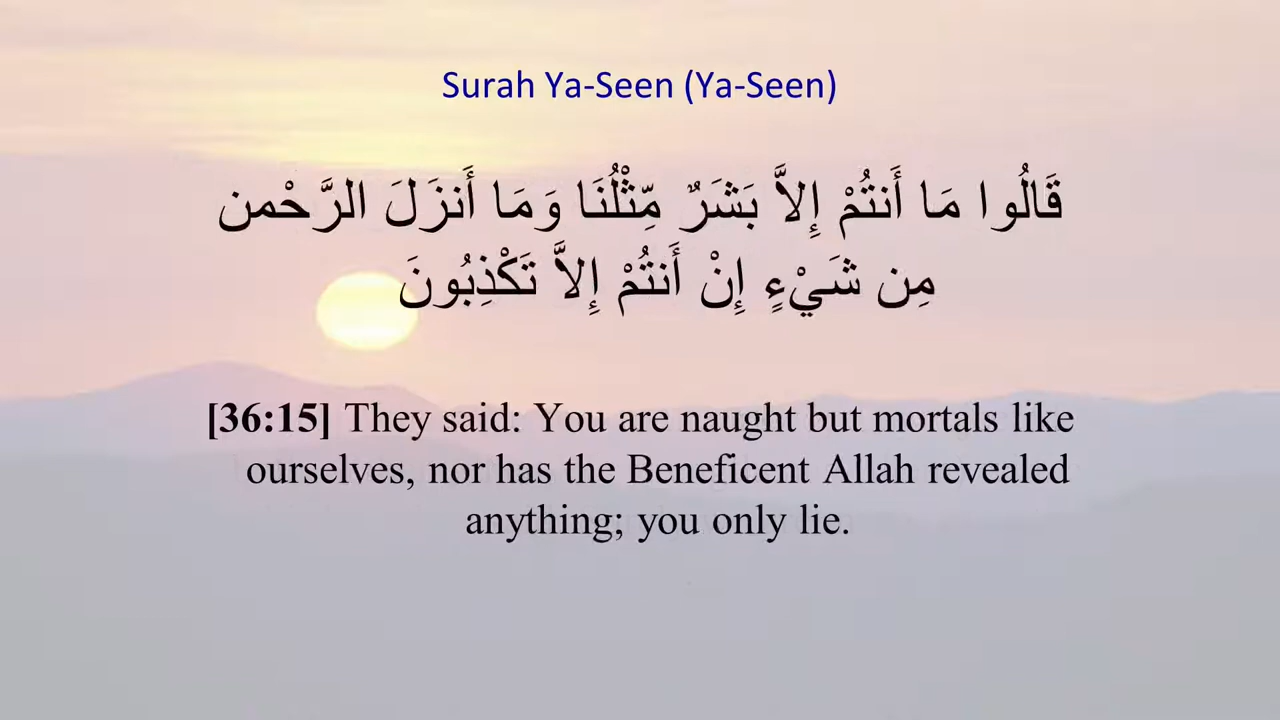 Surah Ya-Seen (Ya-Seen)
قَالُوا مَا أَنتُمْ إِلاَّ بَشَرٌ مِّثْلُنَا وَمَا أَنزَلَ الرَّحْمن
مِن شَيْءٍ إِنْ أَنتُمْ إِلاَّ تَكْذِبُونَ
[36:15] They said: You are naught but mortals like
ourselves, nor has the Beneficent Allah revealed
anything; you only lie.